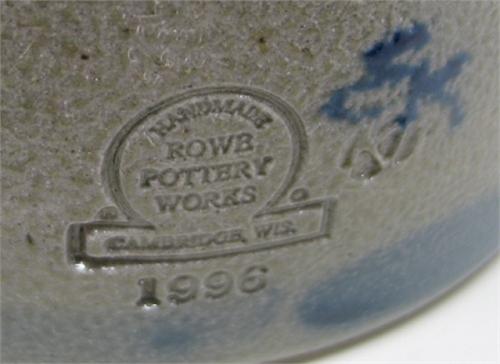 HANDMADE
ROWE
POTTERY
WORKS
CAMBRIDGE, WIS.
1996